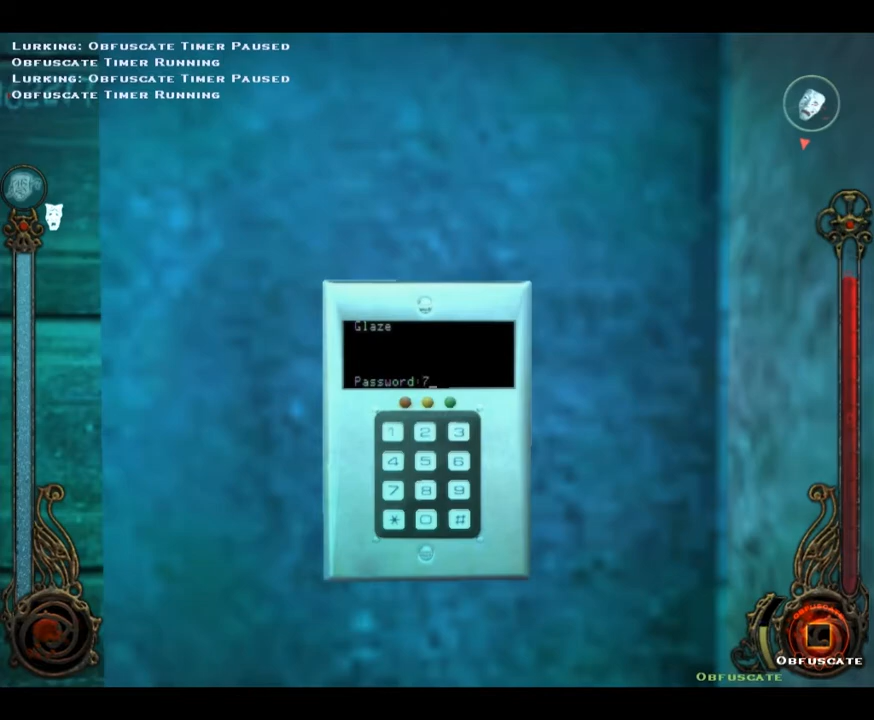 Lurking: Obfuscate Timer Paused
Obfuscate Timer Running
Lurking: Obfuscate Timer Paused
Obfuscate Timer Running
Glaze
Password:7_
1 2 3
4 5 6
7 8 9
* 0 #
Obfuscate
Obfuscate
Obfuscate